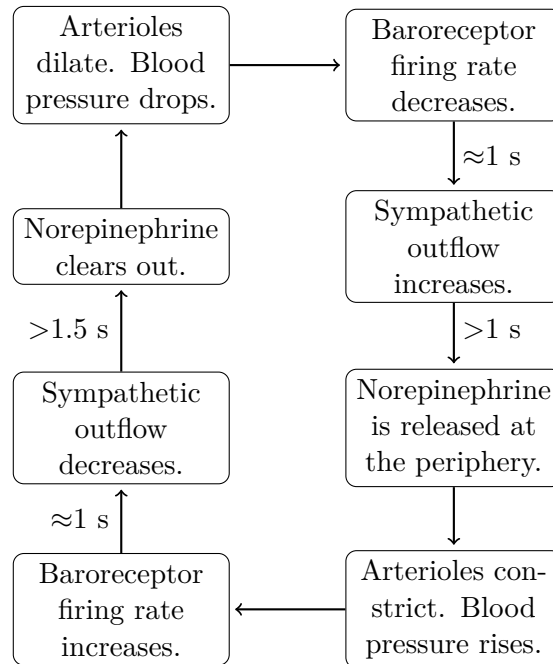 Arterioles
dilate. Blood
pressure drops.
Baroreceptor
firing rate
decreases.
≈1 s
Sympathetic
outflow
increases.
>1 s
Norepinephrine
is released at
the periphery.
Arterioles con-
strict. Blood
pressure rises.
Baroreceptor
firing rate
increases.
≈1 s
Sympathetic
outflow
decreases.
>1.5 s
Norepinephrine
clears out.